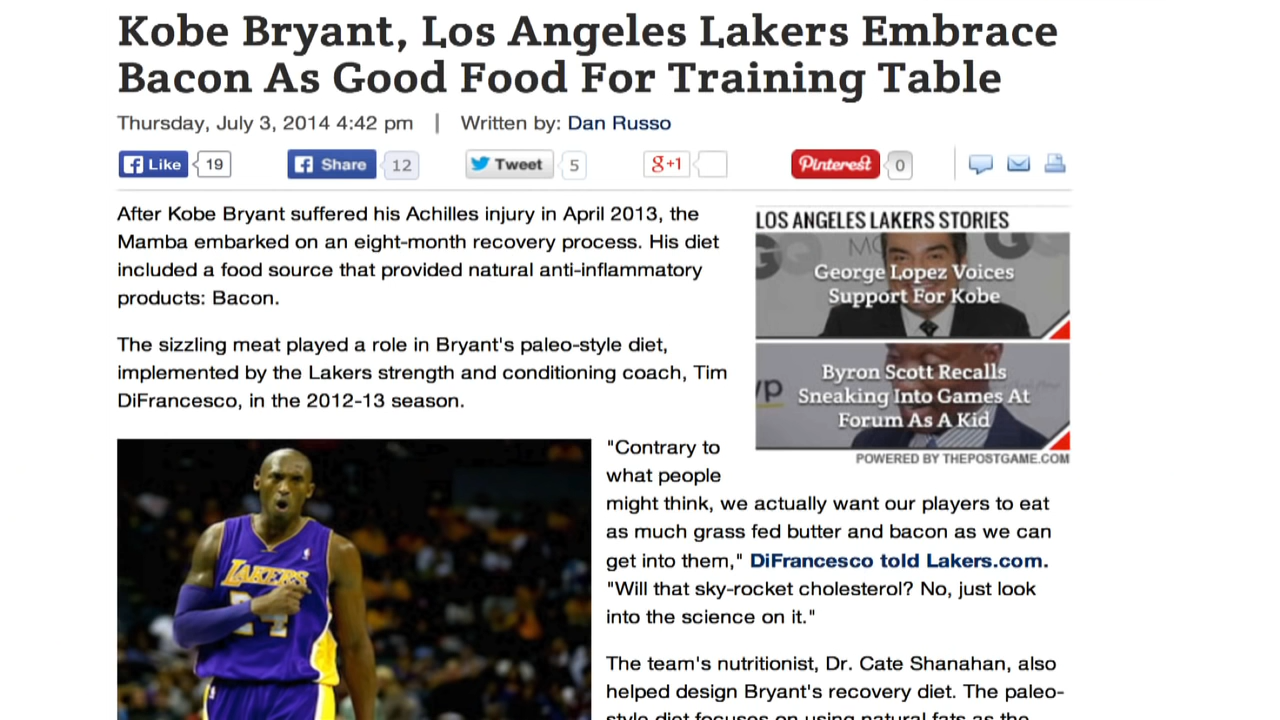 Kobe Bryant, Los Angeles Lakers Embrace
Bacon As Good Food For Training Table
Thursday, July 3, 2014 4:42 pm | Written by: Dan Russo
Like 19 Share 12 Tweet 5 g+1 Pinterest 0
After Kobe Bryant suffered his Achilles injury in April 2013, the
Mamba embarked on an eight-month recovery process. His diet
included a food source that provided natural anti-inflammatory
products: Bacon.
The sizzling meat played a role in Bryant's paleo-style diet,
implemented by the Lakers strength and conditioning coach, Tim
DiFrancesco, in the 2012-13 season.
LOS ANGELES LAKERS STORIES
GQ
George Lopez Voices
Support For Kobe
Byron Scott Recalls
Sneaking Into Games At
Forum As A Kid
POWERED BY THEPOSTGAME.COM
LAKERS
24
"Contrary to
what people
might think, we actually want our players to eat
as much grass fed butter and bacon as we can
get into them," DiFrancesco told Lakers.com.
"Will that sky-rocket cholesterol? No, just look
into the science on it."
The team's nutritionist, Dr. Cate Shanahan, also
helped design Bryant's recovery diet. The paleo-
style diet focuses on using natural fats as the